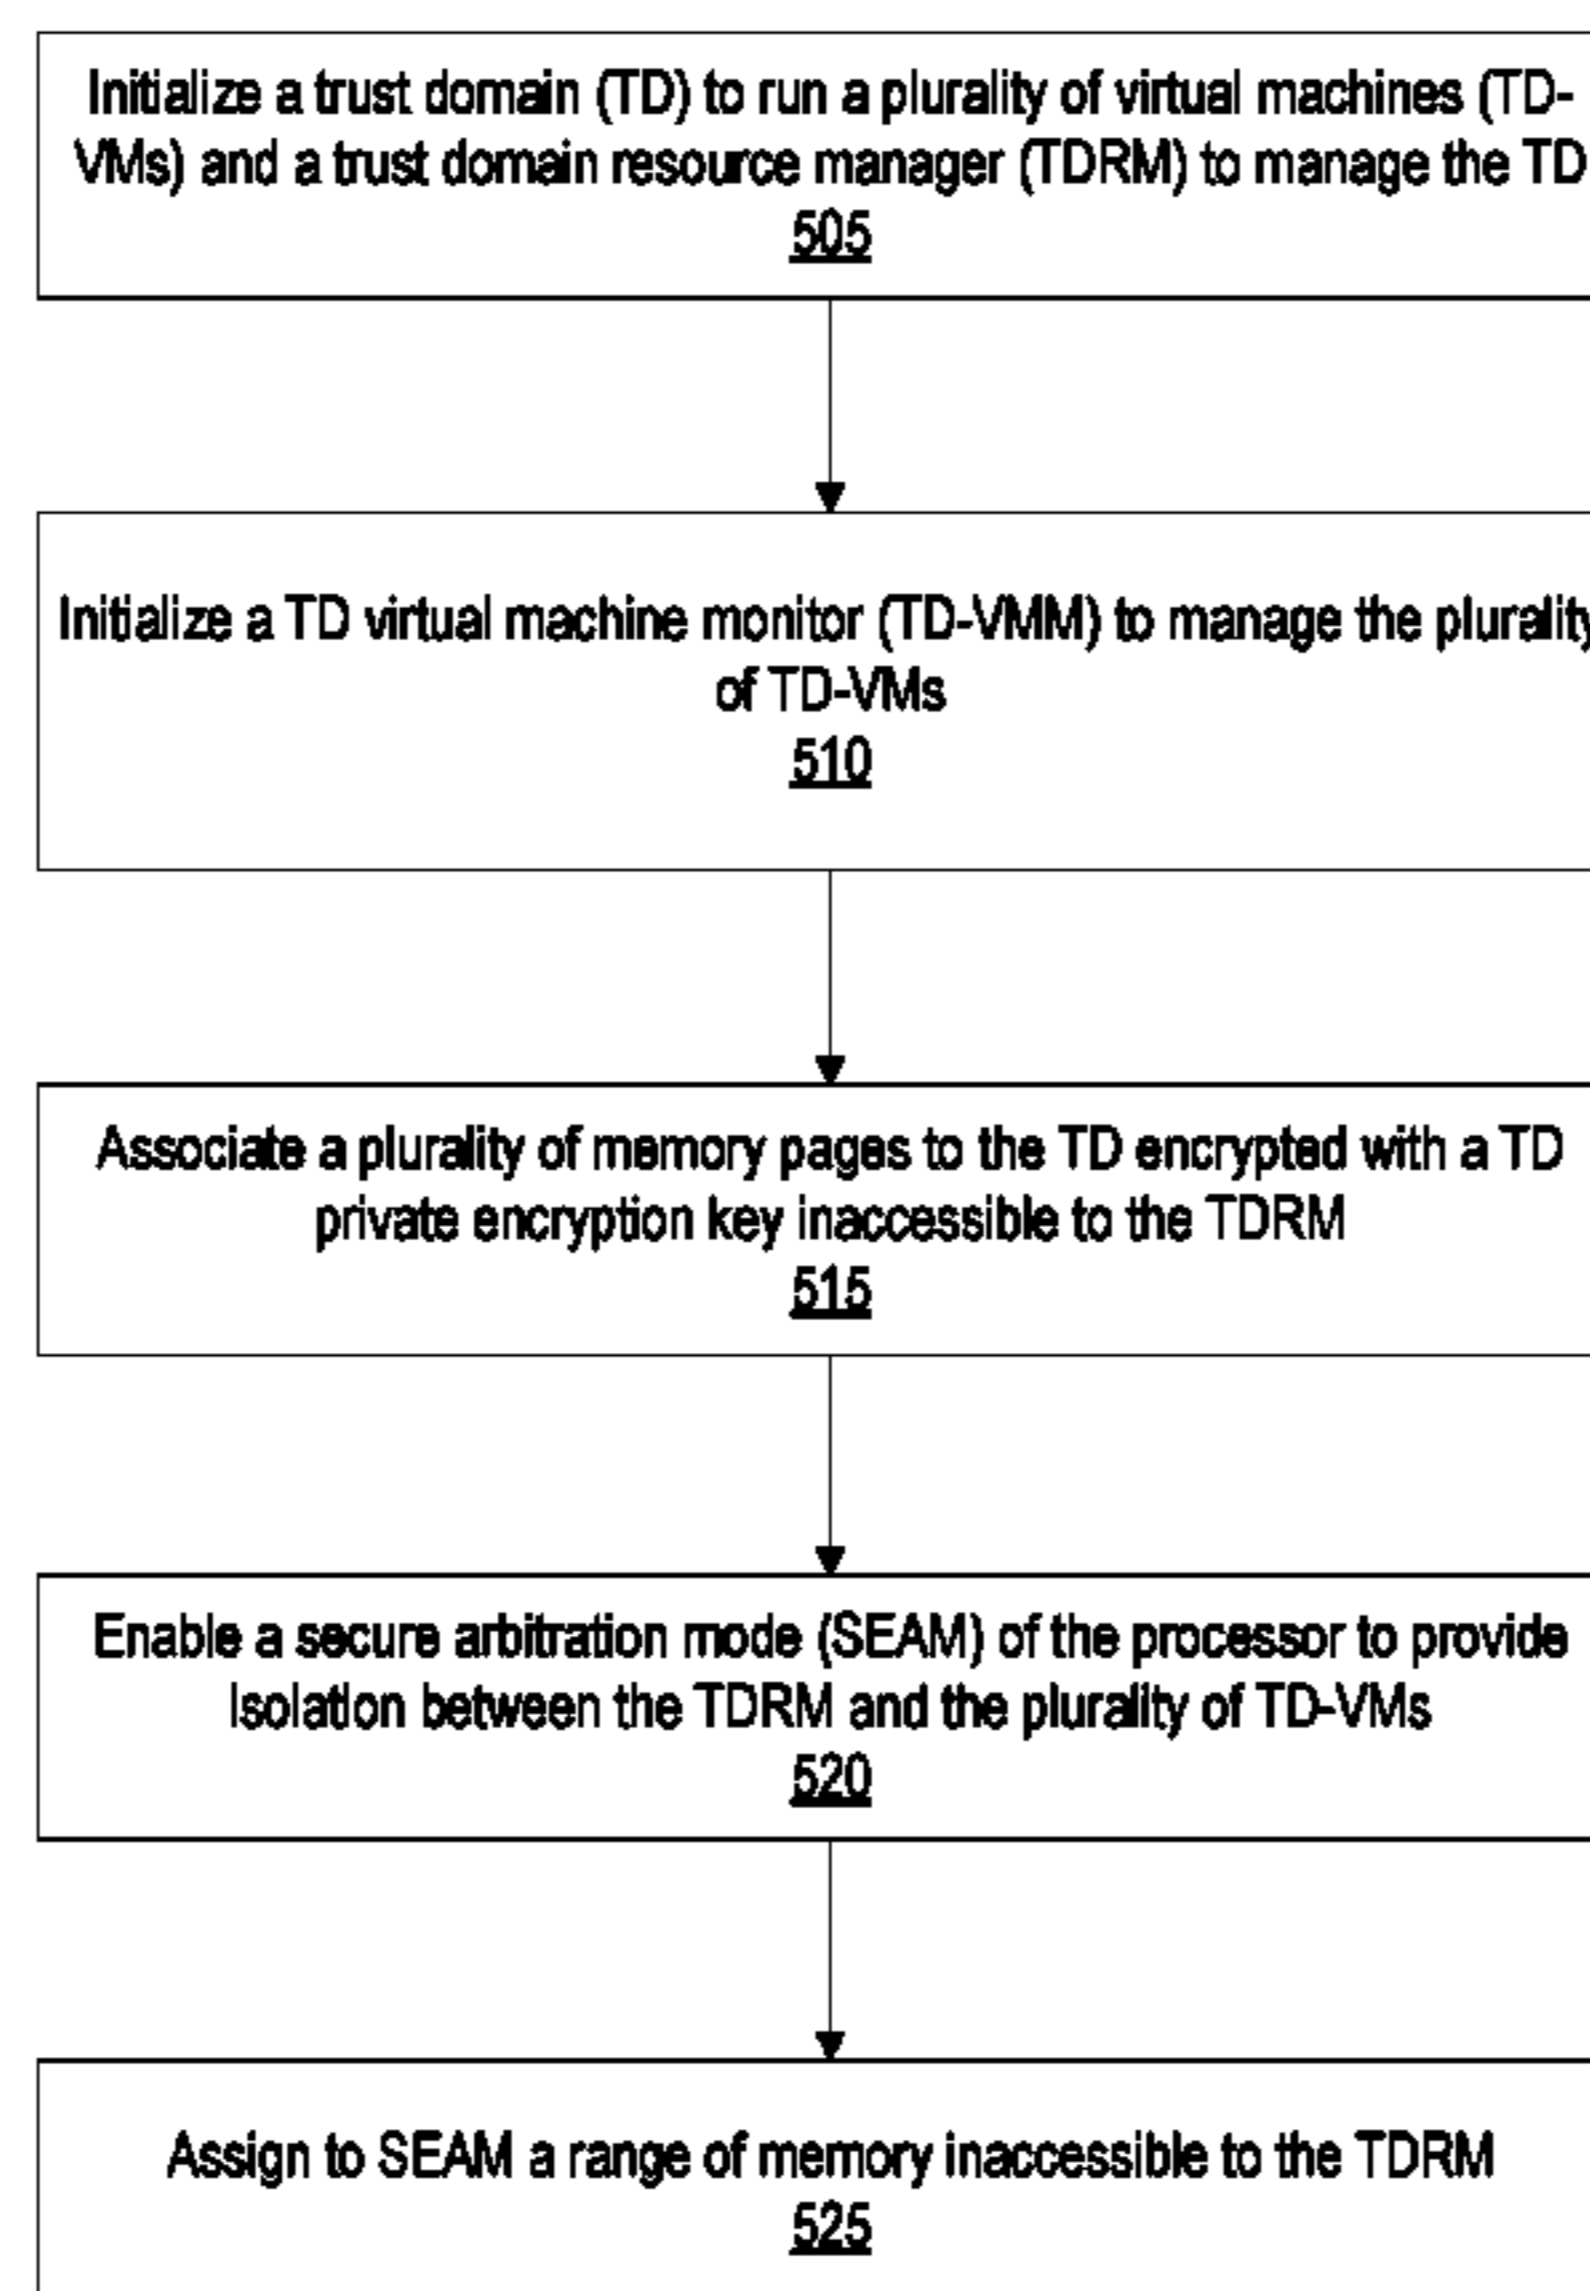 Initialize a trust domain (TD) to run a plurality of virtual machines (TD-
VMs) and a trust domain resource manager (TDRM) to manage the TD
505
Initialize a TD virtual machine monitor (TD-VMM) to manage the plurality
of TD-VMs
510
Associate a plurality of memory pages to the TD encrypted with a TD
private encryption key inaccessible to the TDRM
515
Enable a secure arbitration mode (SEAM) of the processor to provide
isolation between the TDRM and the plurality of TD-VMs
520
Assign to SEAM a range of memory inaccessible to the TDRM
525